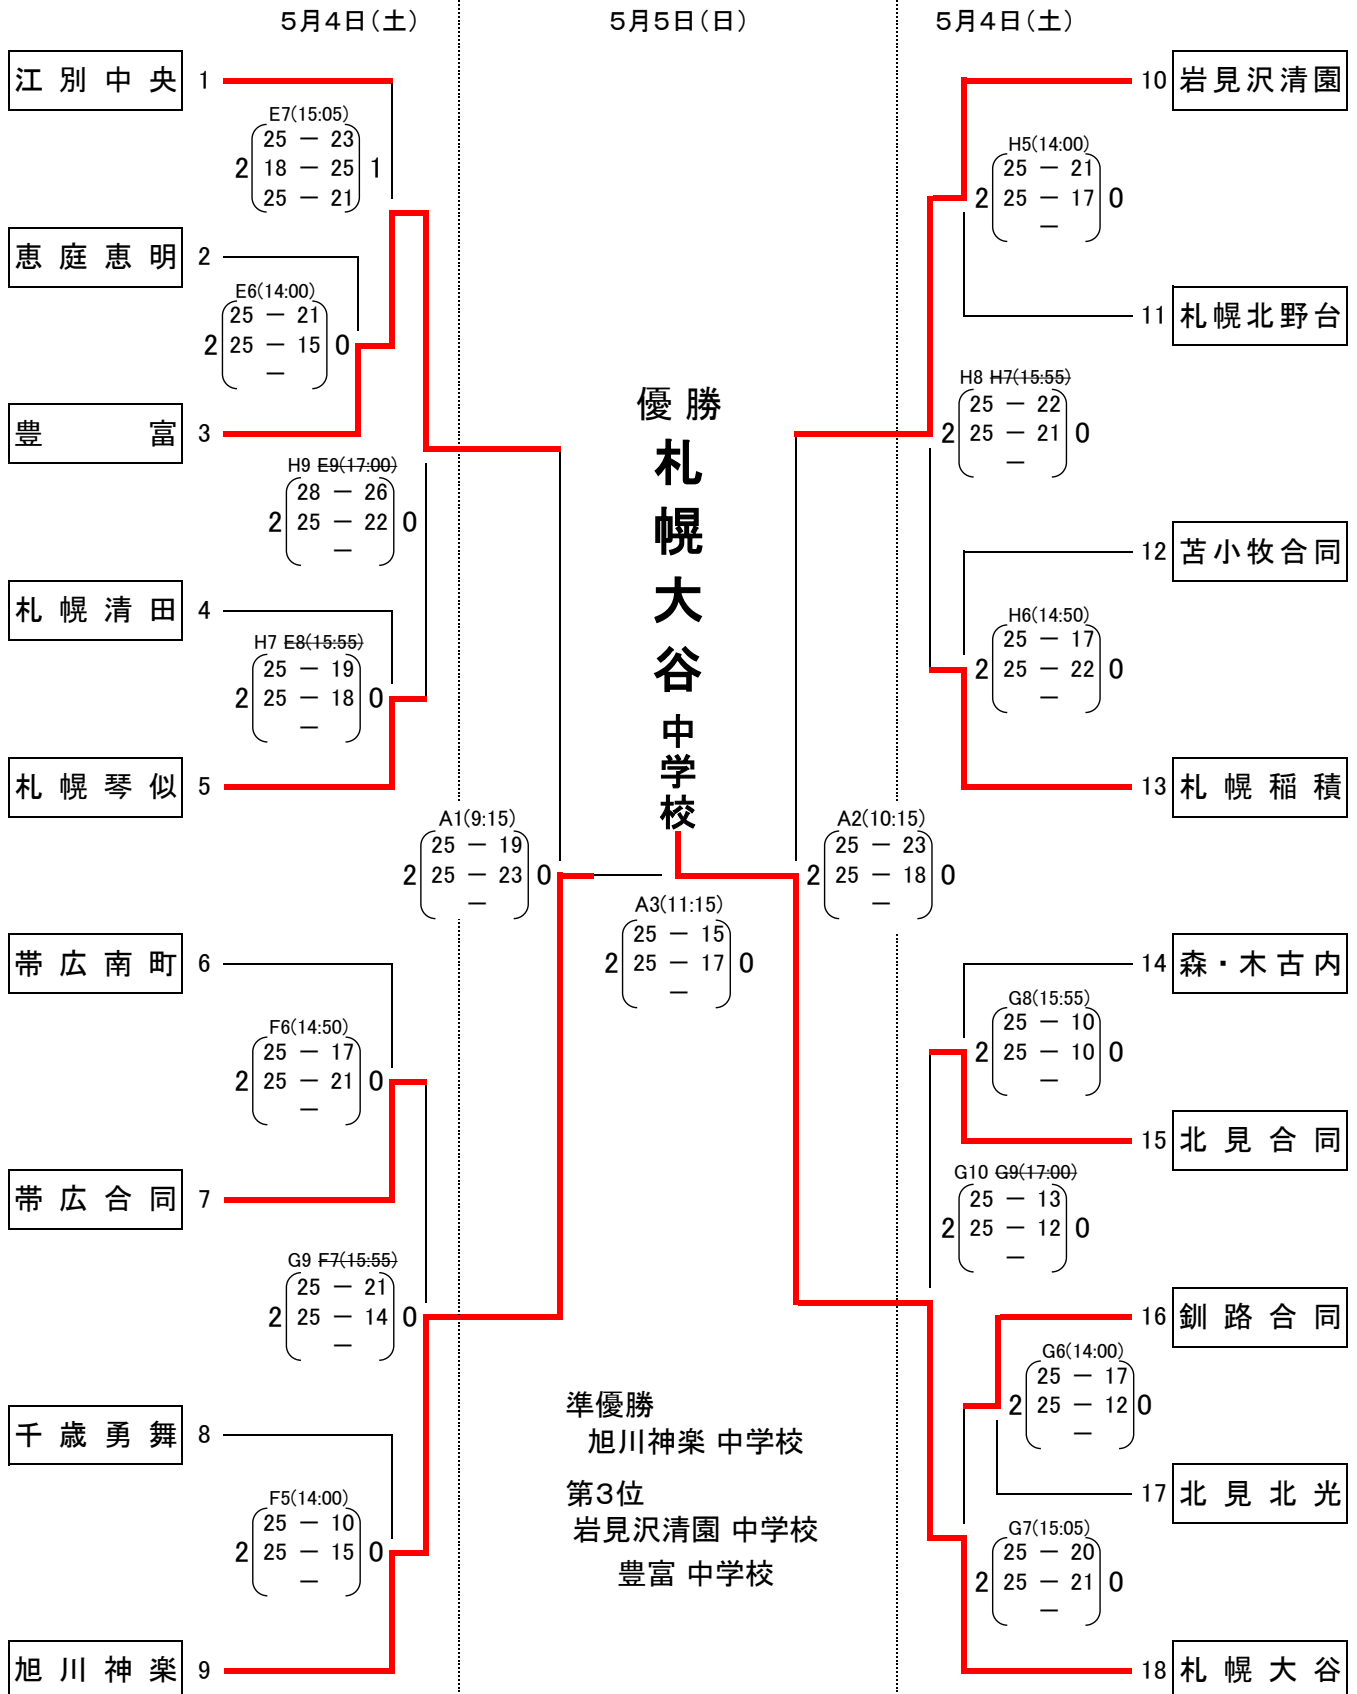 5月4日(土)
5月5日(日)
5月4日(土)
江別中央 1
E7(15:05)
25 － 23
2 18 － 25 1
25 － 21
恵庭恵明 2
E6(14:00)
25 － 21
2 25 － 15 0
－
豊富 3
H9 E9(17:00)
28 － 26
2 25 － 22 0
－
札幌清田 4
H7 E8(15:55)
25 － 19
2 25 － 18 0
－
札幌琴似 5
A1(9:15)
25 － 19
2 25 － 23 0
－
帯広南町 6
F6(14:50)
25 － 17
2 25 － 21 0
－
帯広合同 7
G9 F7(15:55)
25 － 21
2 25 － 14 0
－
千歳勇舞 8
F5(14:00)
25 － 10
2 25 － 15 0
－
旭川神楽 9
優勝
札幌大谷中学校
A3(11:15)
25 － 15
2 25 － 17 0
－
準優勝
旭川神楽 中学校
第3位
岩見沢清園 中学校
豊富 中学校
10 岩見沢清園
H5(14:00)
25 － 21
2 25 － 17 0
－
11 札幌北野台
H8 H7(15:55)
25 － 22
2 25 － 21 0
－
12 苫小牧合同
H6(14:50)
25 － 17
2 25 － 22 0
－
13 札幌稲積
A2(10:15)
25 － 23
2 25 － 18 0
－
14 森・木古内
G8(15:55)
25 － 10
2 25 － 10 0
－
15 北見合同
G10 G9(17:00)
25 － 13
2 25 － 12 0
－
16 釧路合同
G6(14:00)
25 － 17
2 25 － 12 0
－
17 北見北光
G7(15:05)
25 － 20
2 25 － 21 0
－
18 札幌大谷